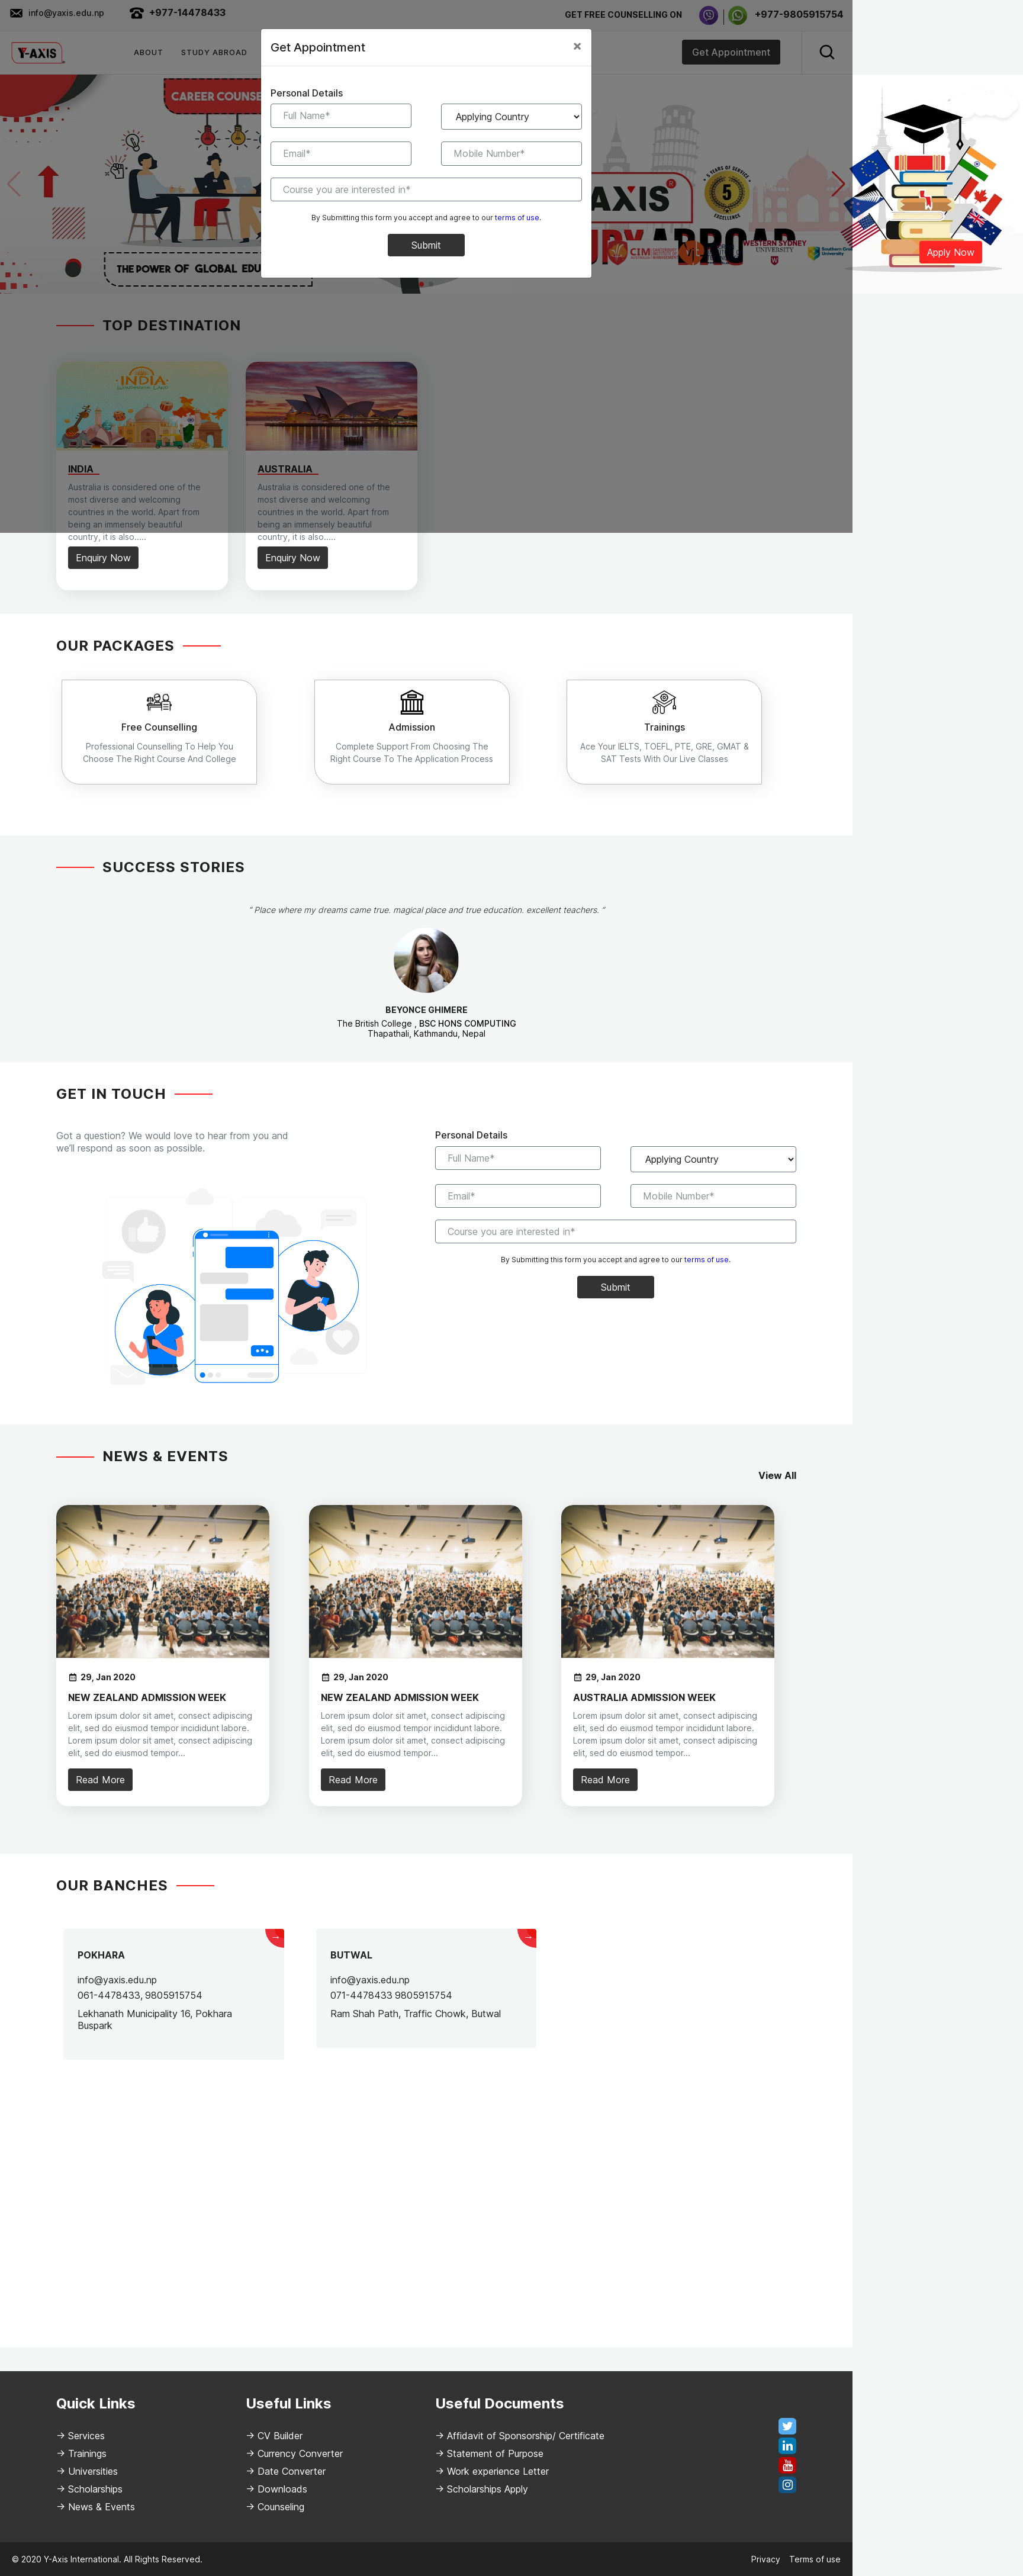 info@yaxis.edu.np
+977-14478433
GET FREE COUNSELLING ON
+977-9805915754
Y-AXIS
ABOUT
STUDY ABROAD
Get Appointment
Get Appointment
×
Personal Details
Full Name*
Applying Country
Email*
Mobile Number*
Course you are interested in*
By Submitting this form you accept and agree to our terms of use.
Submit
CAREER COUNSE
THE POWER OF GLOBAL EDU
AXIS
5 YEARS OF SERVICE
EXCELLENCE
ABROAD
CIM
WESTERN SYDNEY
UNIVERSITY
Apply Now
TOP DESTINATION
INDIA
INDIA
Australia is considered one of the
most diverse and welcoming
countries in the world. Apart from
being an immensely beautiful
country, it is also.....
Enquiry Now
AUSTRALIA
Australia is considered one of the
most diverse and welcoming
countries in the world. Apart from
being an immensely beautiful
country, it is also.....
Enquiry Now
OUR PACKAGES
Free Counselling
Professional Counselling To Help You
Choose The Right Course And College
Admission
Complete Support From Choosing The
Right Course To The Application Process
Trainings
Ace Your IELTS, TOEFL, PTE, GRE, GMAT &
SAT Tests With Our Live Classes
SUCCESS STORIES
“ Place where my dreams came true. magical place and true education. excellent teachers. ”
BEYONCE GHIMERE
The British College , BSC HONS COMPUTING
Thapathali, Kathmandu, Nepal
GET IN TOUCH
Got a question? We would love to hear from you and
we’ll respond as soon as possible.
Personal Details
Full Name*
Applying Country
Email*
Mobile Number*
Course you are interested in*
By Submitting this form you accept and agree to our terms of use.
Submit
NEWS & EVENTS
View All
29, Jan 2020
NEW ZEALAND ADMISSION WEEK
Lorem ipsum dolor sit amet, consect adipiscing
elit, sed do eiusmod tempor incididunt labore.
Lorem ipsum dolor sit amet, consect adipiscing
elit, sed do eiusmod tempor...
Read More
29, Jan 2020
NEW ZEALAND ADMISSION WEEK
Lorem ipsum dolor sit amet, consect adipiscing
elit, sed do eiusmod tempor incididunt labore.
Lorem ipsum dolor sit amet, consect adipiscing
elit, sed do eiusmod tempor...
Read More
29, Jan 2020
AUSTRALIA ADMISSION WEEK
Lorem ipsum dolor sit amet, consect adipiscing
elit, sed do eiusmod tempor incididunt labore.
Lorem ipsum dolor sit amet, consect adipiscing
elit, sed do eiusmod tempor...
Read More
OUR BANCHES
→
POKHARA
info@yaxis.edu.np
061-4478433, 9805915754
Lekhanath Municipality 16, Pokhara
Buspark
→
BUTWAL
info@yaxis.edu.np
071-4478433 9805915754
Ram Shah Path, Traffic Chowk, Butwal
Quick Links
→ Services
→ Trainings
→ Universities
→ Scholarships
→ News & Events
Useful Links
→ CV Builder
→ Currency Converter
→ Date Converter
→ Downloads
→ Counseling
Useful Documents
→ Affidavit of Sponsorship/ Certificate
→ Statement of Purpose
→ Work experience Letter
→ Scholarships Apply
© 2020 Y-Axis International. All Rights Reserved.
Privacy
Terms of use